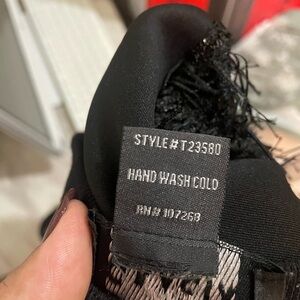 STYLE# T23580
HAND WASH COLD
RN# 107268